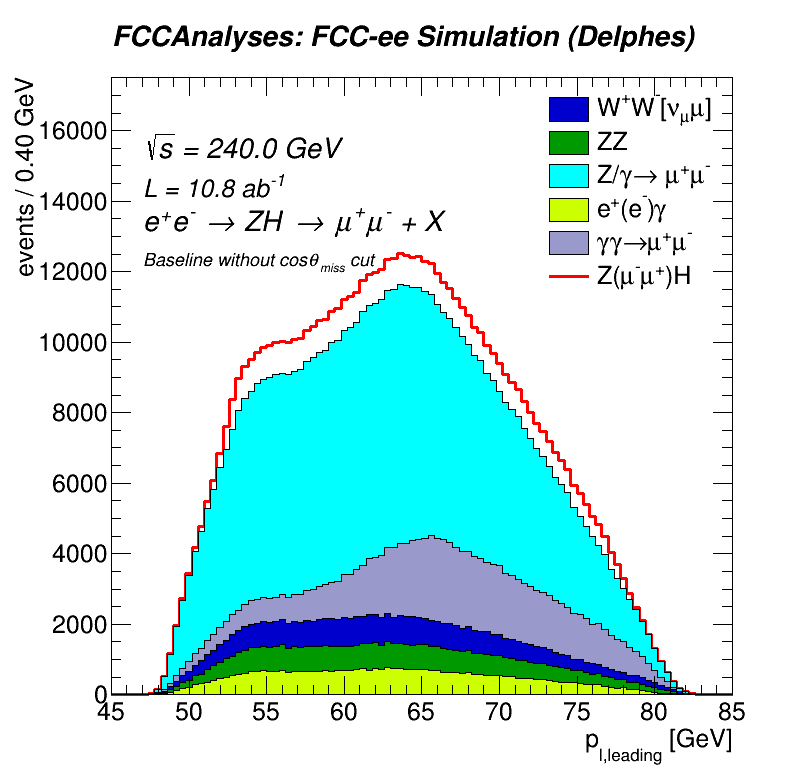 FCCAnalyses: FCC-ee Simulation (Delphes)
events / 0.40 GeV
16000
14000
12000
10000
8000
6000
4000
2000
0
√s = 240.0 GeV
L = 10.8 ab⁻¹
e⁺e⁻ → ZH → μ⁺μ⁻ + X
Baseline without cosθ_miss cut
W⁺W⁻[ν_μμ]
ZZ
Z/γ→ μ⁺μ⁻
e⁺(e⁻)γ
γγ→μ⁺μ⁻
Z(μ⁻μ⁺)H
45 50 55 60 65 70 75 80 85
p_l,leading [GeV]